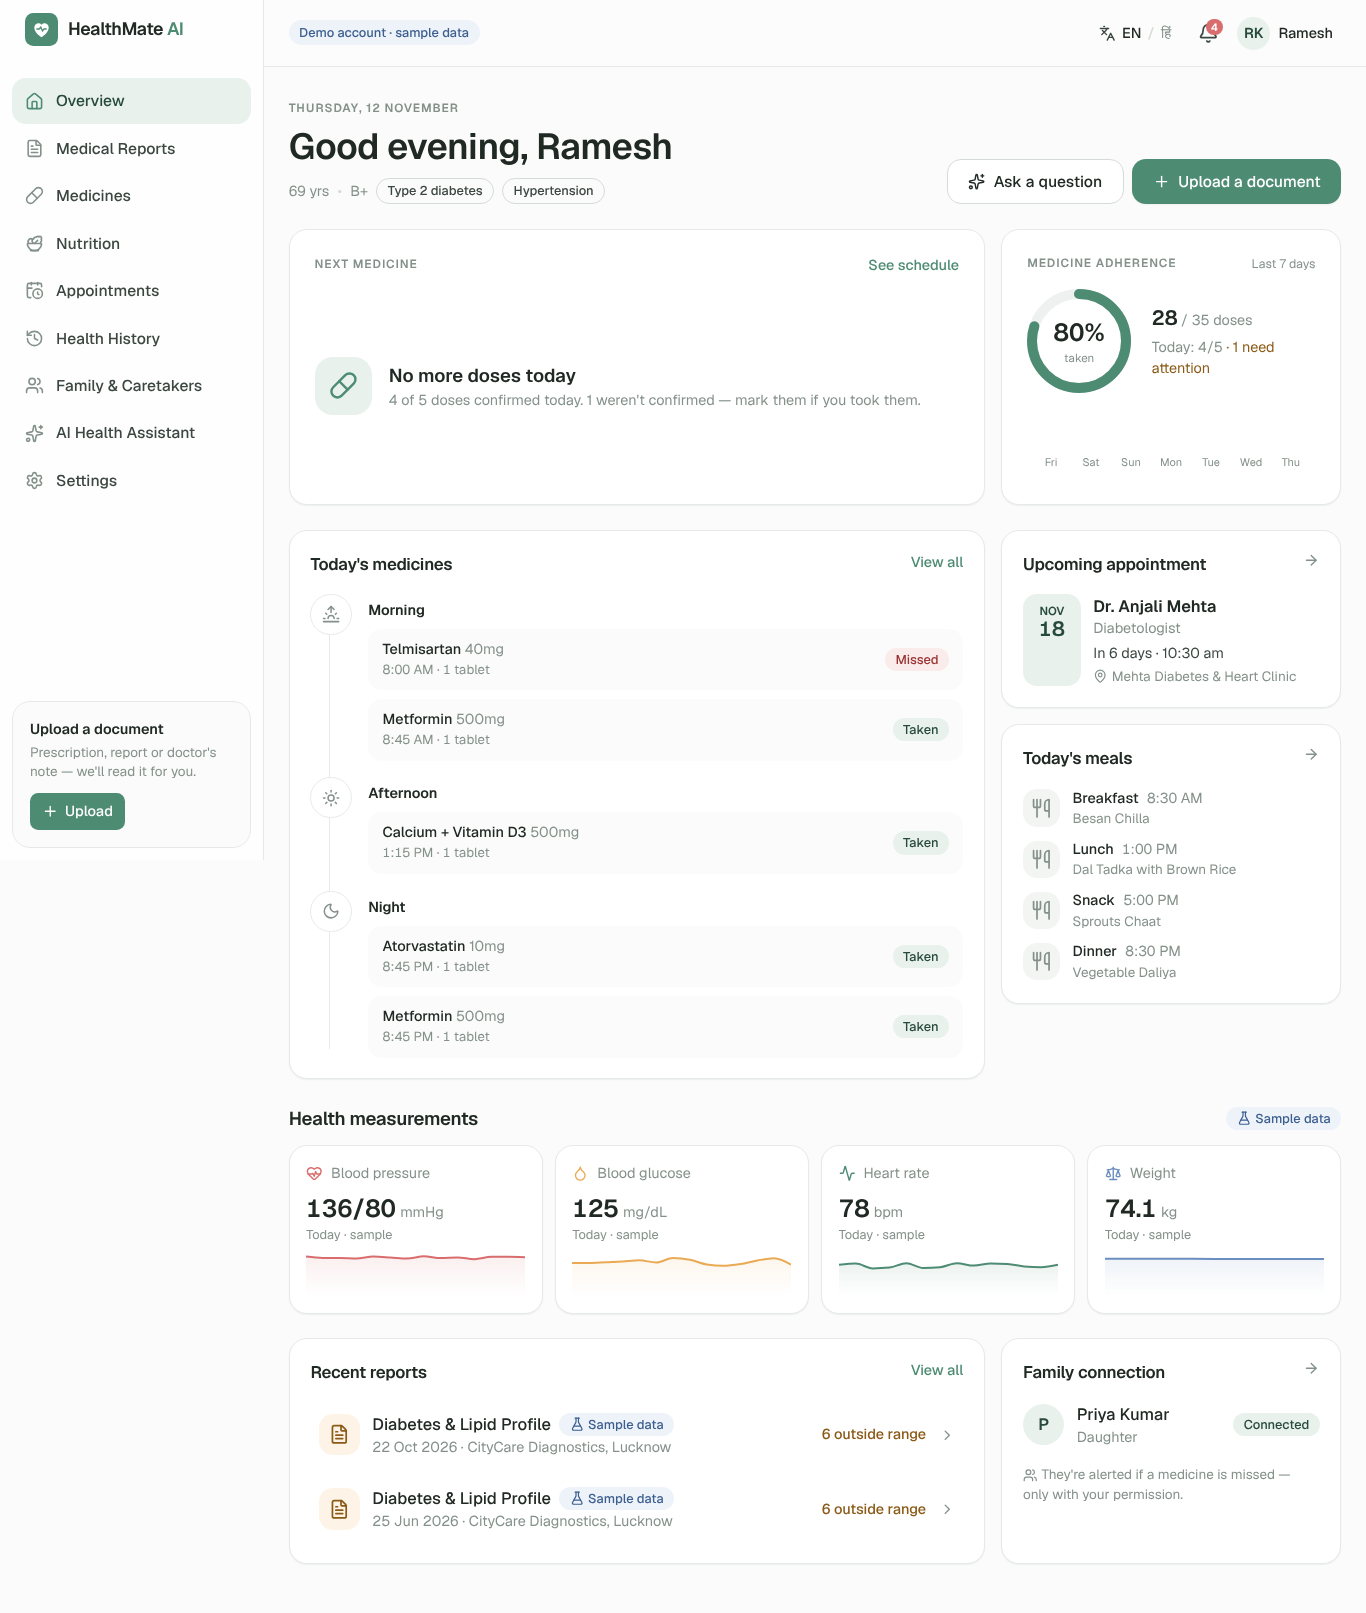 HealthMate AI
Demo account · sample data
EN / हिं
4
RK
Ramesh
Overview
Medical Reports
Medicines
Nutrition
Appointments
Health History
Family & Caretakers
AI Health Assistant
Settings
Upload a document
Prescription, report or doctor's
note — we'll read it for you.
Upload
THURSDAY, 12 NOVEMBER
Good evening, Ramesh
69 yrs · B+ Type 2 diabetes Hypertension
Ask a question
Upload a document
NEXT MEDICINE
See schedule
No more doses today
4 of 5 doses confirmed today. 1 weren't confirmed — mark them if you took them.
MEDICINE ADHERENCE
Last 7 days
80%
taken
28 / 35 doses
Today: 4/5 · 1 need
attention
Fri Sat Sun Mon Tue Wed Thu
Today's medicines
View all
Morning
Telmisartan 40mg
8:00 AM · 1 tablet
Missed
Metformin 500mg
8:45 AM · 1 tablet
Taken
Afternoon
Calcium + Vitamin D3 500mg
1:15 PM · 1 tablet
Taken
Night
Atorvastatin 10mg
8:45 PM · 1 tablet
Taken
Metformin 500mg
8:45 PM · 1 tablet
Taken
Upcoming appointment
NOV
18
Dr. Anjali Mehta
Diabetologist
In 6 days · 10:30 am
Mehta Diabetes & Heart Clinic
Today's meals
Breakfast 8:30 AM
Besan Chilla
Lunch 1:00 PM
Dal Tadka with Brown Rice
Snack 5:00 PM
Sprouts Chaat
Dinner 8:30 PM
Vegetable Daliya
Health measurements
Sample data
Blood pressure
136/80 mmHg
Today · sample
Blood glucose
125 mg/dL
Today · sample
Heart rate
78 bpm
Today · sample
Weight
74.1 kg
Today · sample
Recent reports
View all
Diabetes & Lipid Profile Sample data
22 Oct 2026 · CityCare Diagnostics, Lucknow
6 outside range
Diabetes & Lipid Profile Sample data
25 Jun 2026 · CityCare Diagnostics, Lucknow
6 outside range
Family connection
P
Priya Kumar
Daughter
Connected
They're alerted if a medicine is missed —
only with your permission.